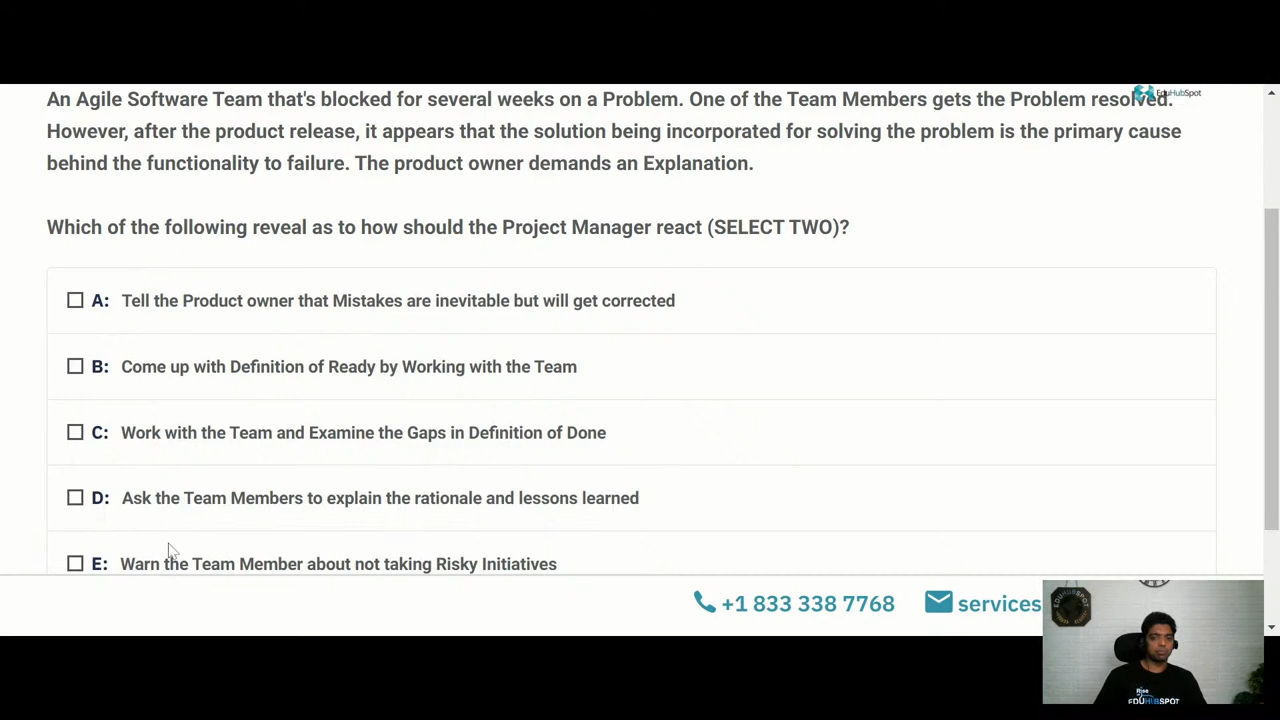 EduHubSpot
An Agile Software Team that's blocked for several weeks on a Problem. One of the Team Members gets the Problem resolved.
However, after the product release, it appears that the solution being incorporated for solving the problem is the primary cause
behind the functionality to failure. The product owner demands an Explanation.
Which of the following reveal as to how should the Project Manager react (SELECT TWO)?
A: Tell the Product owner that Mistakes are inevitable but will get corrected
B: Come up with Definition of Ready by Working with the Team
C: Work with the Team and Examine the Gaps in Definition of Done
D: Ask the Team Members to explain the rationale and lessons learned
E: Warn the Team Member about not taking Risky Initiatives
+1 833 338 7768 services
EDUHUBSPOT
Rise
EDUHUBSPOT